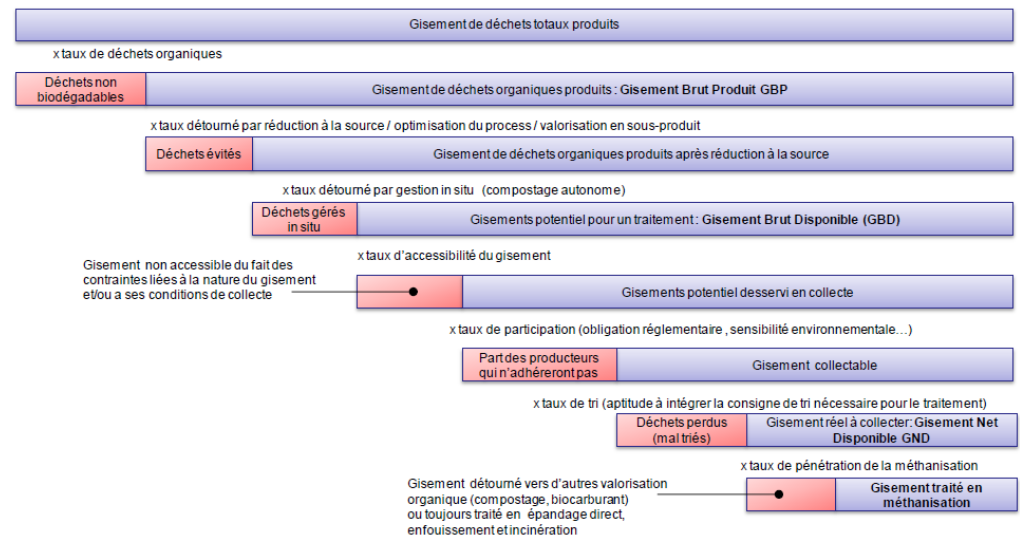 Gisement de déchets totaux produits
x taux de déchets organiques
Déchets non
biodégadables
Gisement de déchets organiques produits : Gisement Brut Produit GBP
x taux détourné par réduction à la source / optimisation du process / valorisation en sous-produit
Déchets évités
Gisement de déchets organiques produits après réduction à la source
x taux détourné par gestion in situ (compostage autonome)
Déchets gérés
in situ
Gisements potentiel pour un traitement : Gisement Brut Disponible (GBD)
x taux d'accessibilité du gisement
Gisement non accessible du fait des
contraintes liées à la nature du gisement
et/ou a ses conditions de collecte
Gisements potentiel desservi en collecte
x taux de participation (obligation réglementaire , sensibilité environnementale...)
Part des producteurs
qui n'adhéreront pas
Gisement collectable
x taux de tri (aptitude à intégrer la consigne de tri nécessaire pour le traitement)
Déchets perdus
(mal triés)
Gisement réel à collecter: Gisement Net
Disponible GND
x taux de pénétration de la méthanisation
Gisement détourné vers d'autres valorisation
organique (compostage, biocarburant)
ou toujours traité en épandage direct,
enfouissement et incinération
Gisement traité en
méthanisation